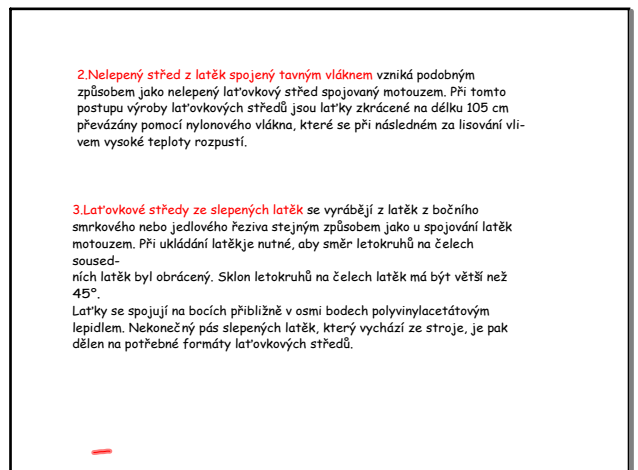 2.Nelepený střed z latěk spojený tavným vláknem vzniká podobným
způsobem jako nelepený laťovkový střed spojovaný motouzem. Při tomto
postupu výroby laťovkových středů jsou laťky zkrácené na délku 105 cm
převázány pomocí nylonového vlákna, které se při následném za lisování vli-
vem vysoké teploty rozpustí.
3.Laťovkové středy ze slepených latěk se vyrábějí z latěk z bočního
smrkového nebo jedlového řeziva stejným způsobem jako u spojování latěk
motouzem. Při ukládání latěkje nutné, aby směr letokruhů na čelech
soused-
ních latěk byl obrácený. Sklon letokruhů na čelech latěk má být větší než
45°.
Laťky se spojují na bocích přibližně v osmi bodech polyvinylacetátovým
lepidlem. Nekonečný pás slepených latěk, který vychází ze stroje, je pak
dělen na potřebné formáty laťovkových středů.